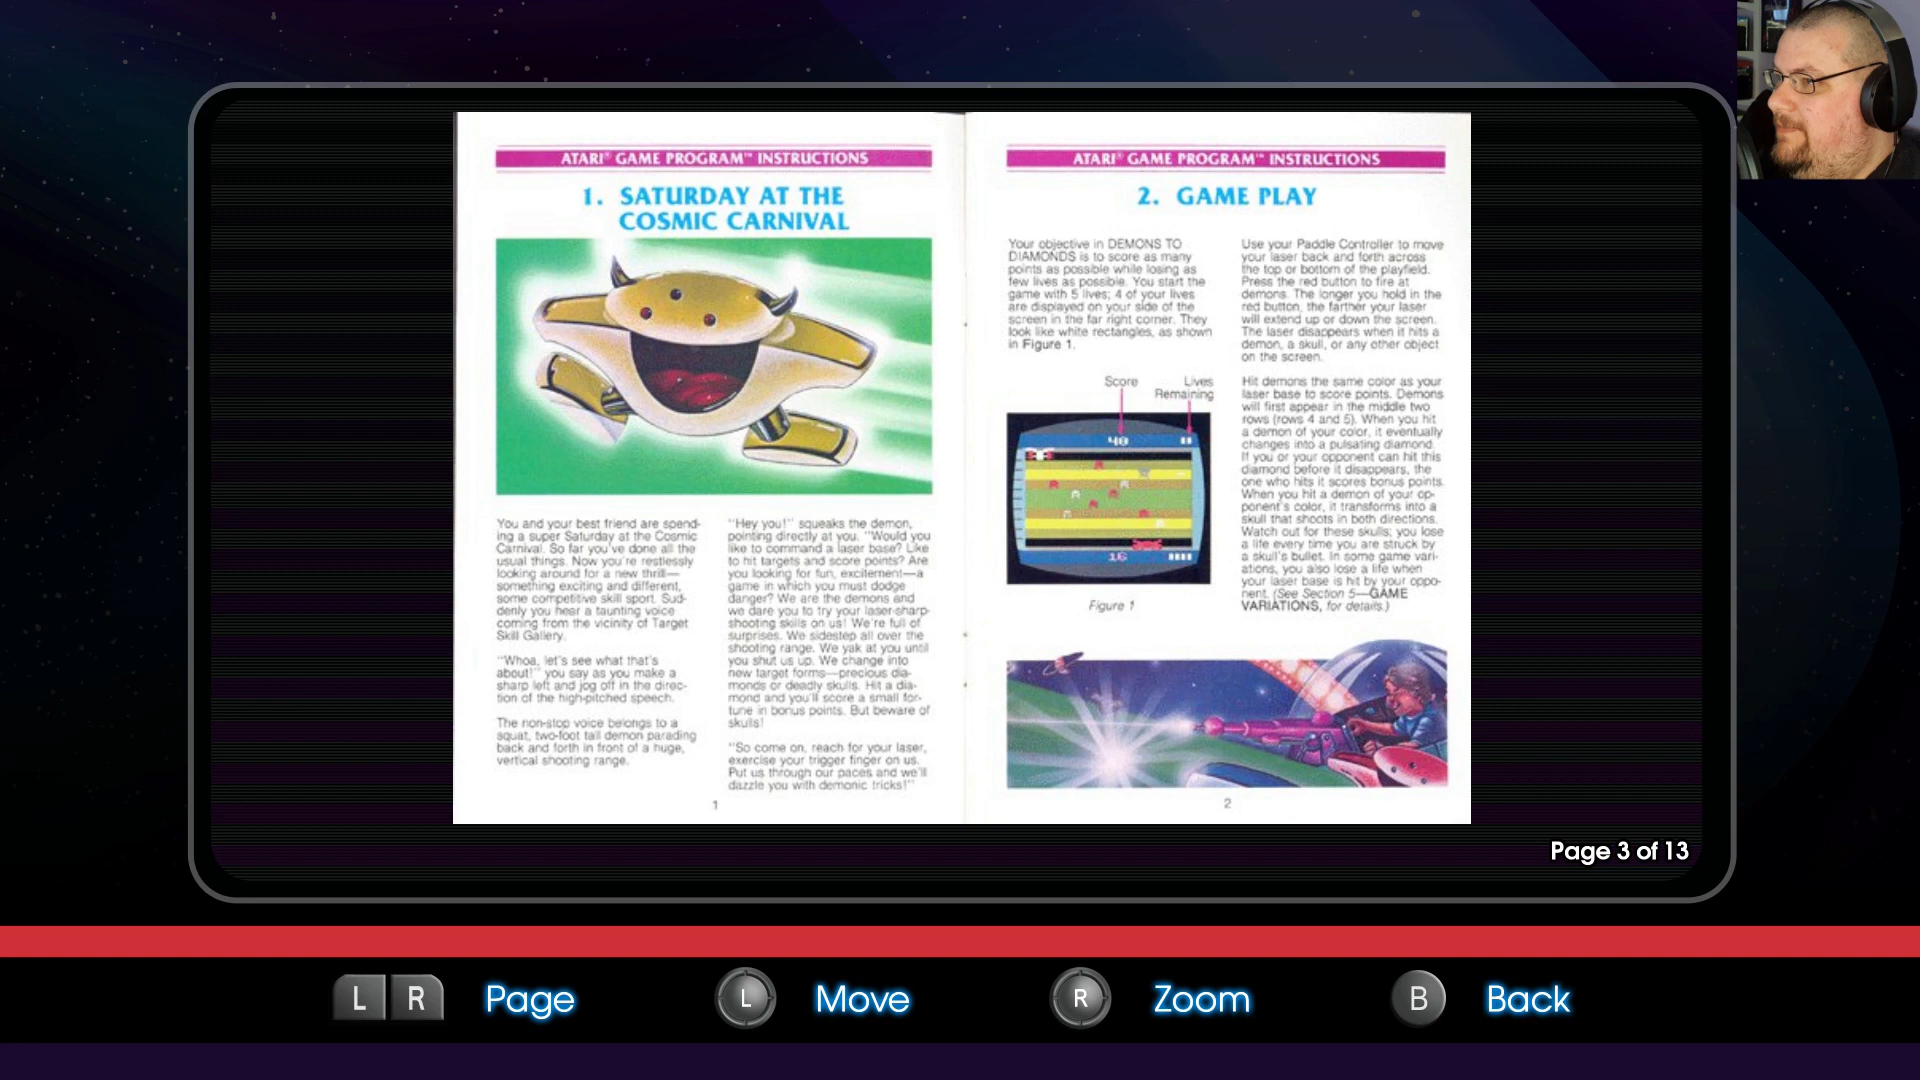 ATARI® GAME PROGRAM™ INSTRUCTIONS
1. SATURDAY AT THE
COSMIC CARNIVAL
You and your best friend are spend-
ing a super Saturday at the Cosmic
Carnival. So far you've done all the
usual things. Now you're restlessly
looking around for a new thrill—
something exciting and different,
some competitive skill sport. Sud-
denly you hear a taunting voice
coming from the vicinity of Target
Skill Gallery.
"Whoa, let's see what that's
about!" you say as you make a
sharp left and jog off in the direc-
tion of the high-pitched speech.
The non-stop voice belongs to a
squat, two-foot tall demon parading
back and forth in front of a huge,
vertical shooting range.
"Hey you!" squeaks the demon,
pointing directly at you. "Would you
like to command a laser base? Like
to hit targets and score points? Are
you looking for fun, excitement—a
game in which you must dodge
danger? We are the demons and
we dare you to try your laser-sharp-
shooting skills on us! We're full of
surprises. We sidestep all over the
shooting range. We yak at you until
you shut us up. We change into
new target forms—precious dia-
monds or deadly skulls. Hit a dia-
mond and you'll score a small for-
tune in bonus points. But beware of
skulls!
"So come on, reach for your laser,
exercise your trigger finger on us.
Put us through our paces and we'll
dazzle you with demonic tricks!"
1
ATARI® GAME PROGRAM™ INSTRUCTIONS
2. GAME PLAY
Your objective in DEMONS TO
DIAMONDS is to score as many
points as possible while losing as
few lives as possible. You start the
game with 5 lives; 4 of your lives
are displayed on your side of the
screen in the far right corner. They
look like white rectangles, as shown
in Figure 1.
Score
Lives
Remaining
40
16
Figure 1
Use your Paddle Controller to move
your laser back and forth across
the top or bottom of the playfield.
Press the red button to fire at
demons. The longer you hold in the
red button, the farther your laser
will extend up or down the screen.
The laser disappears when it hits a
demon, a skull, or any other object
on the screen.
Hit demons the same color as your
laser base to score points. Demons
will first appear in the middle two
rows (rows 4 and 5). When you hit
a demon of your color, it eventually
changes into a pulsating diamond.
If you or your opponent can hit this
diamond before it disappears, the
one who hits it scores bonus points.
When you hit a demon of your op-
ponent's color, it transforms into a
skull that shoots in both directions.
Watch out for these skulls; you lose
a life every time you are struck by
a skull's bullet. In some game vari-
ations, you also lose a life when
your laser base is hit by your oppo-
nent. (See Section 5—GAME
VARIATIONS, for details.)
2
Page 3 of 13
L R Page
L Move
R Zoom
B Back